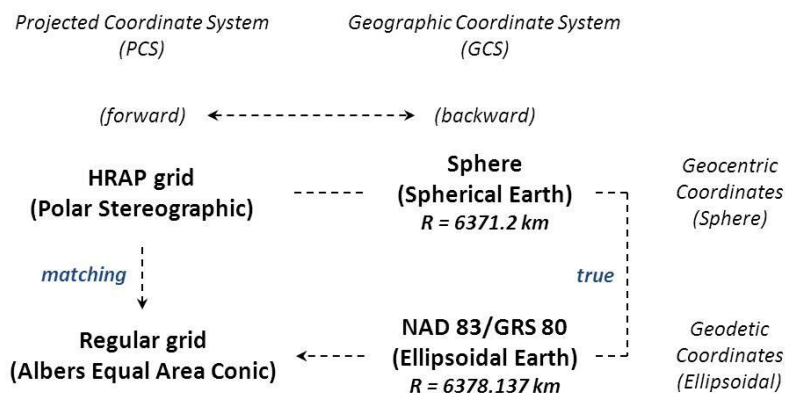 Projected Coordinate System
(PCS)
Geographic Coordinate System
(GCS)
(forward)
(backward)
HRAP grid
(Polar Stereographic)
Sphere
(Spherical Earth)
R = 6371.2 km
Geocentric
Coordinates
(Sphere)
matching
true
Regular grid
(Albers Equal Area Conic)
NAD 83/GRS 80
(Ellipsoidal Earth)
R = 6378.137 km
Geodetic
Coordinates
(Ellipsoidal)